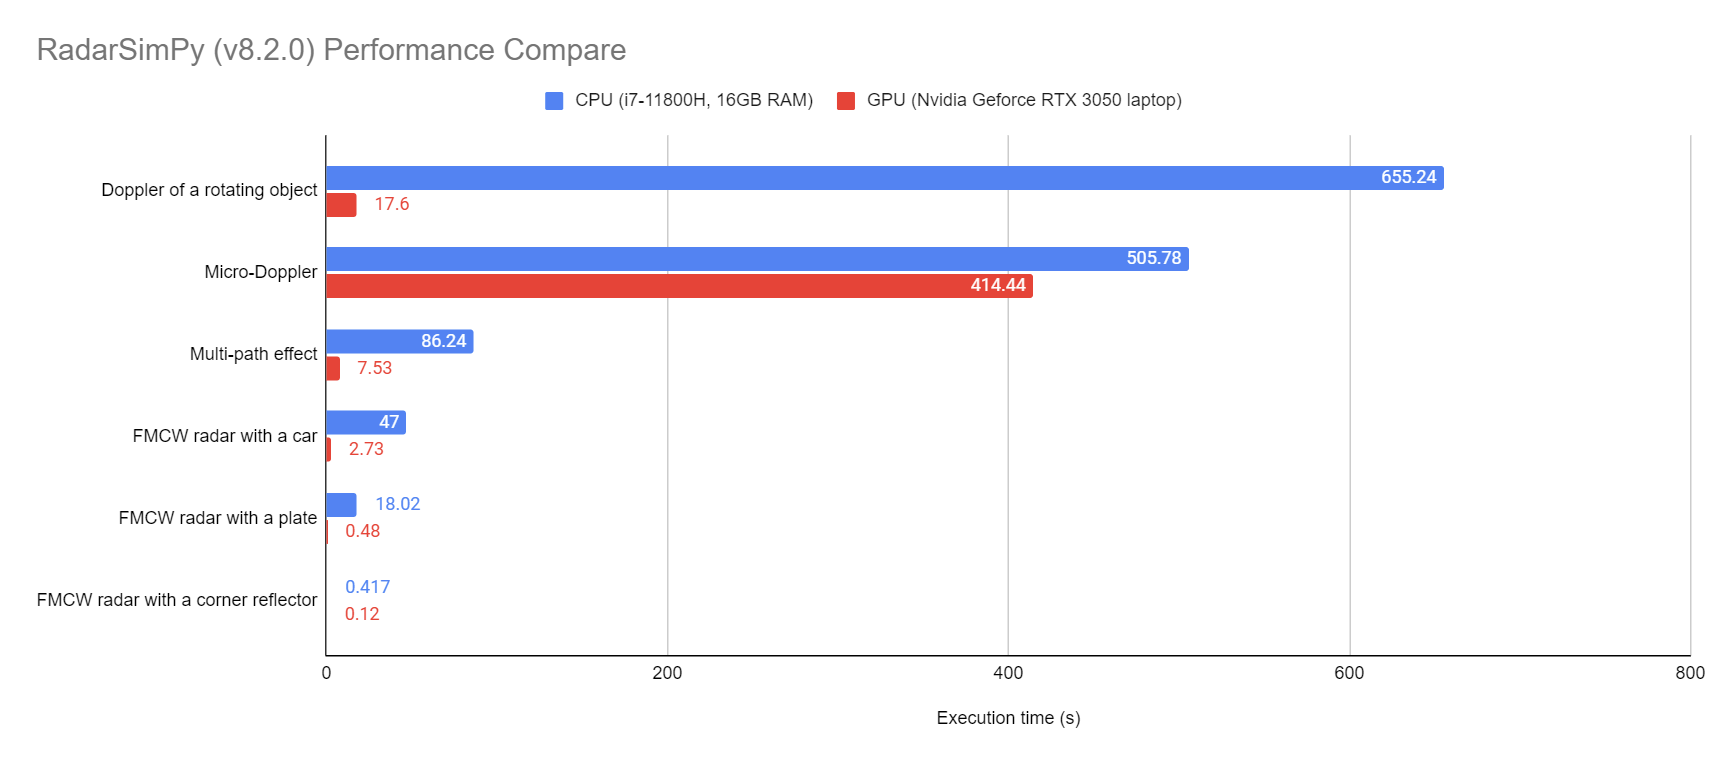 RadarSimPy (v8.2.0) Performance Compare
CPU (i7-11800H, 16GB RAM) GPU (Nvidia Geforce RTX 3050 laptop)
Doppler of a rotating object
655.24
17.6
Micro-Doppler
505.78
414.44
Multi-path effect
86.24
7.53
FMCW radar with a car
47
2.73
FMCW radar with a plate
18.02
0.48
FMCW radar with a corner reflector
0.417
0.12
0 200 400 600 800
Execution time (s)